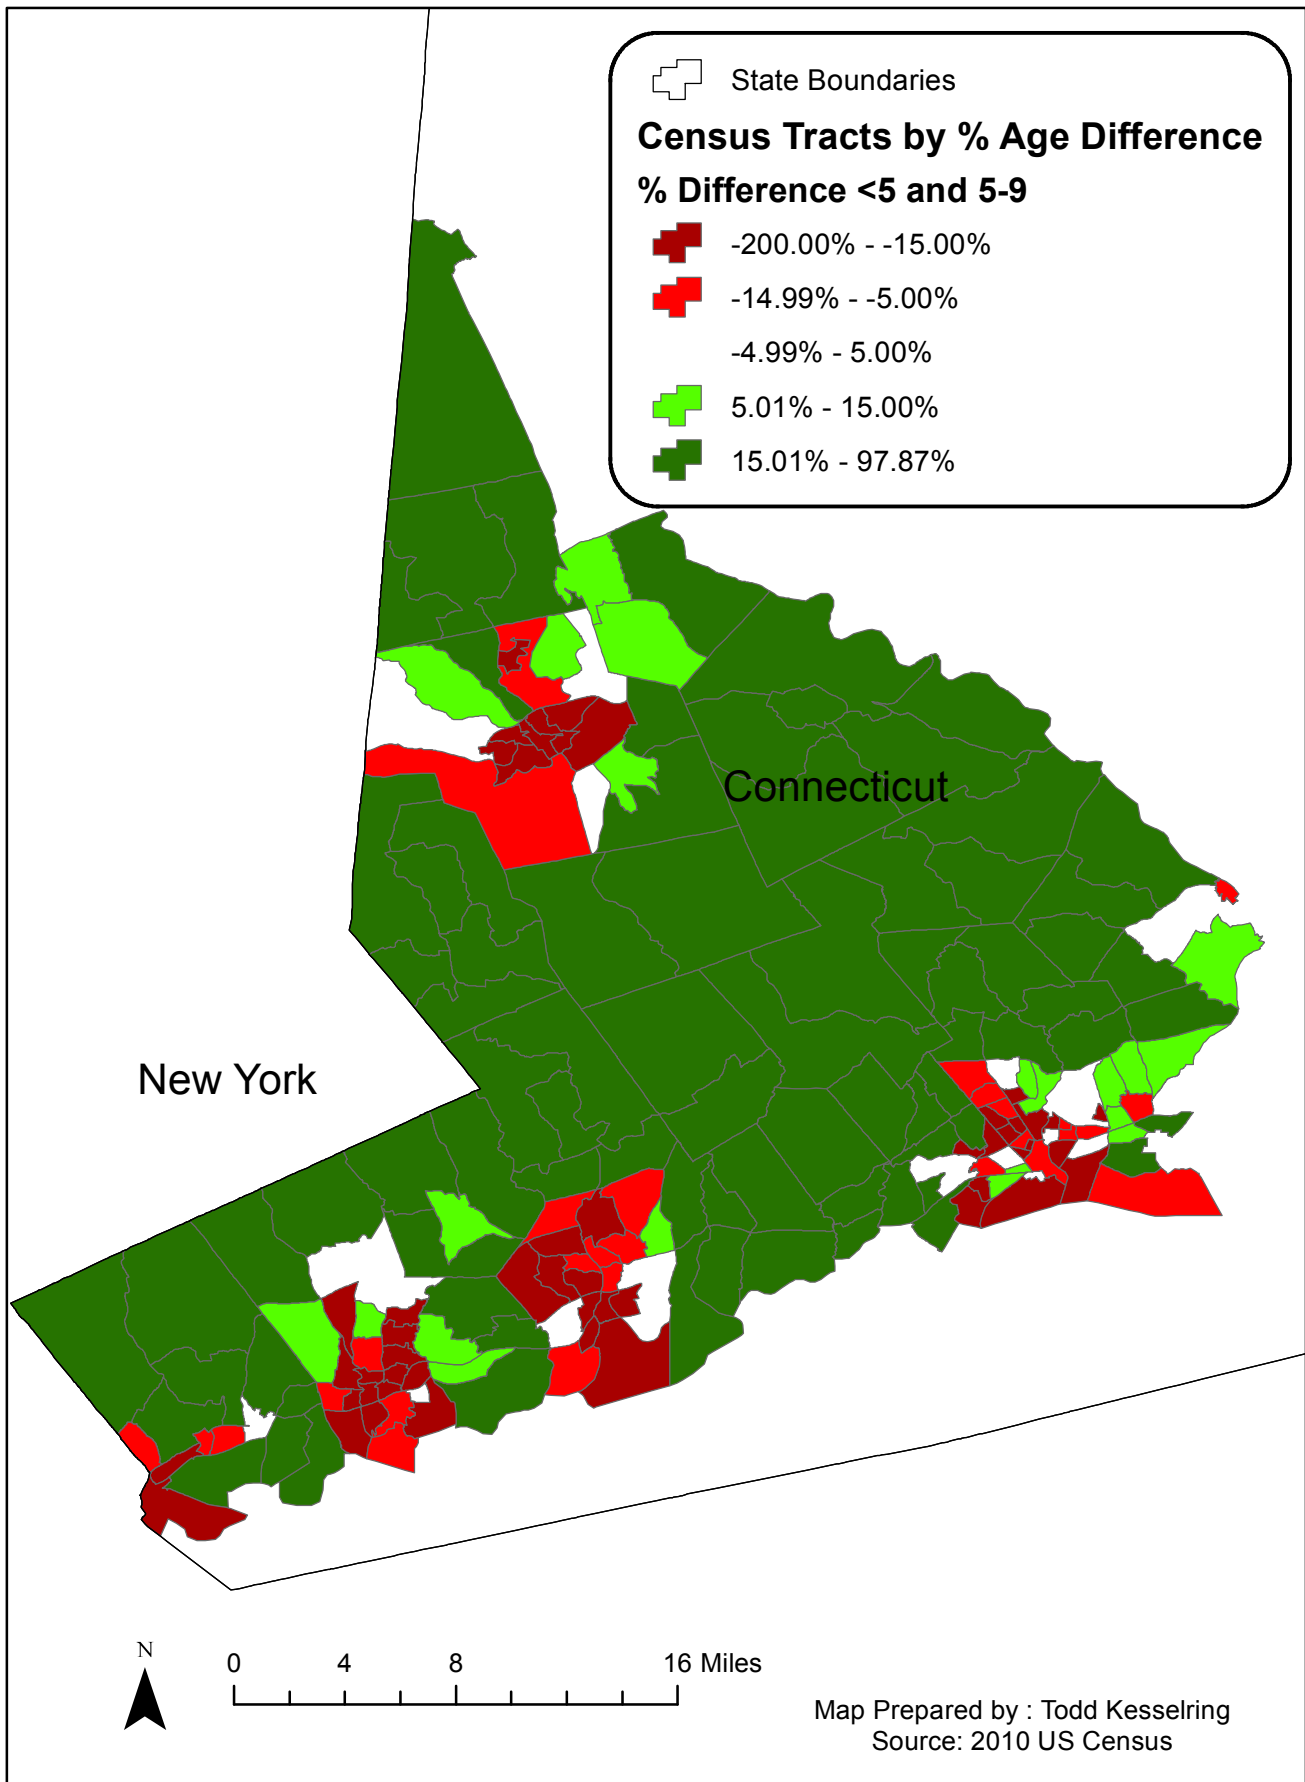 State Boundaries
Census Tracts by % Age Difference
% Difference <5 and 5-9
-200.00% - -15.00%
-14.99% - -5.00%
-4.99% - 5.00%
5.01% - 15.00%
15.01% - 97.87%
Connecticut
New York
N
0 4 8 16 Miles
Map Prepared by : Todd Kesselring
Source: 2010 US Census